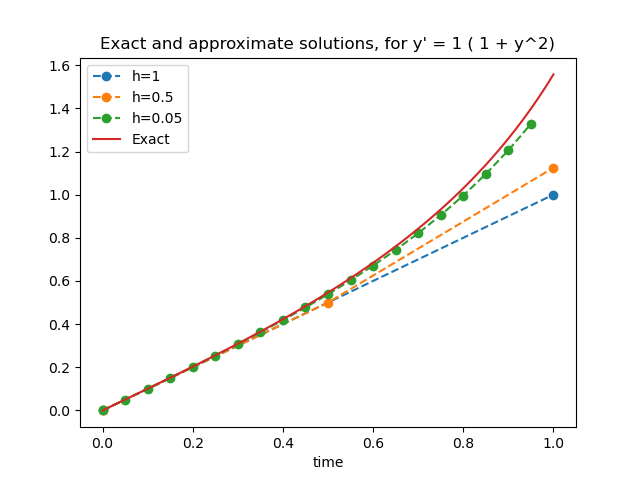 Exact and approximate solutions, for y' = 1 ( 1 + y^2)
h=1
h=0.5
h=0.05
Exact
1.6
1.4
1.2
1.0
0.8
0.6
0.4
0.2
0.0
0.0 0.2 0.4 0.6 0.8 1.0
time